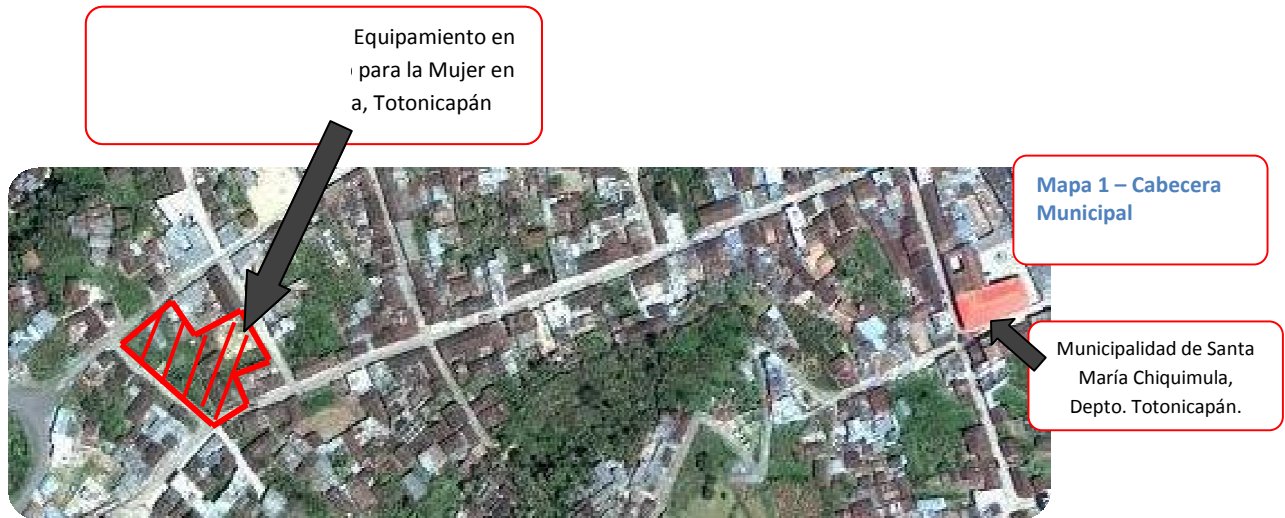 Equipamiento en
para la Mujer en
a, Totonicapán
Mapa 1 – Cabecera
Municipal
Municipalidad de Santa
María Chiquimula,
Depto. Totonicapán.